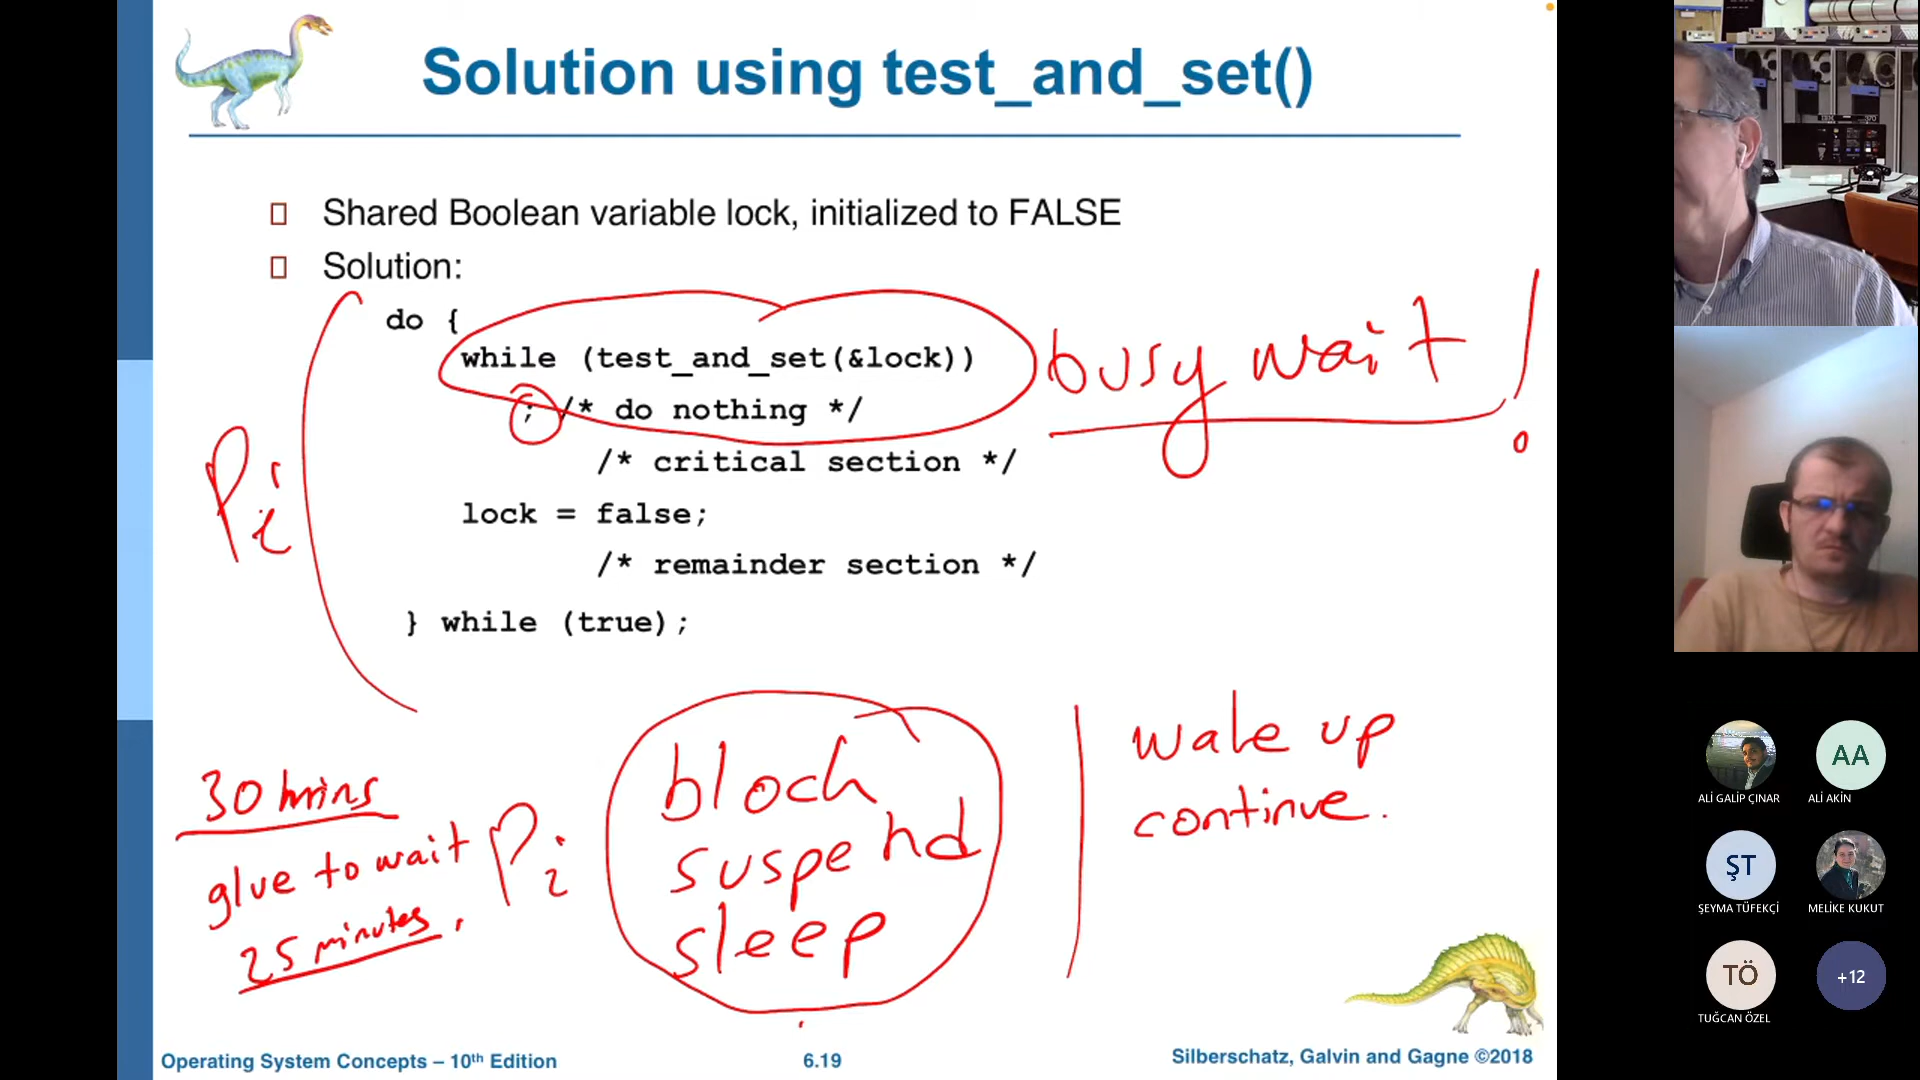 Solution using test_and_set()
Shared Boolean variable lock, initialized to FALSE
Solution:
do {
while (test_and_set(&lock))
; /* do nothing */
/* critical section */
lock = false;
/* remainder section */
} while (true);
busy wait !
Pi
30 mins
glue to wait
25 minutes.
Pi
block
suspend
sleep
wake up
continue.
Operating System Concepts – 10th Edition
6.19
Silberschatz, Galvin and Gagne ©2018
ALİ GALİP ÇINAR
AA
ALİ AKİN
ŞT
ŞEYMA TÜFEKÇİ
MELİKE KUKUT
TÖ
TUĞCAN ÖZEL
+12